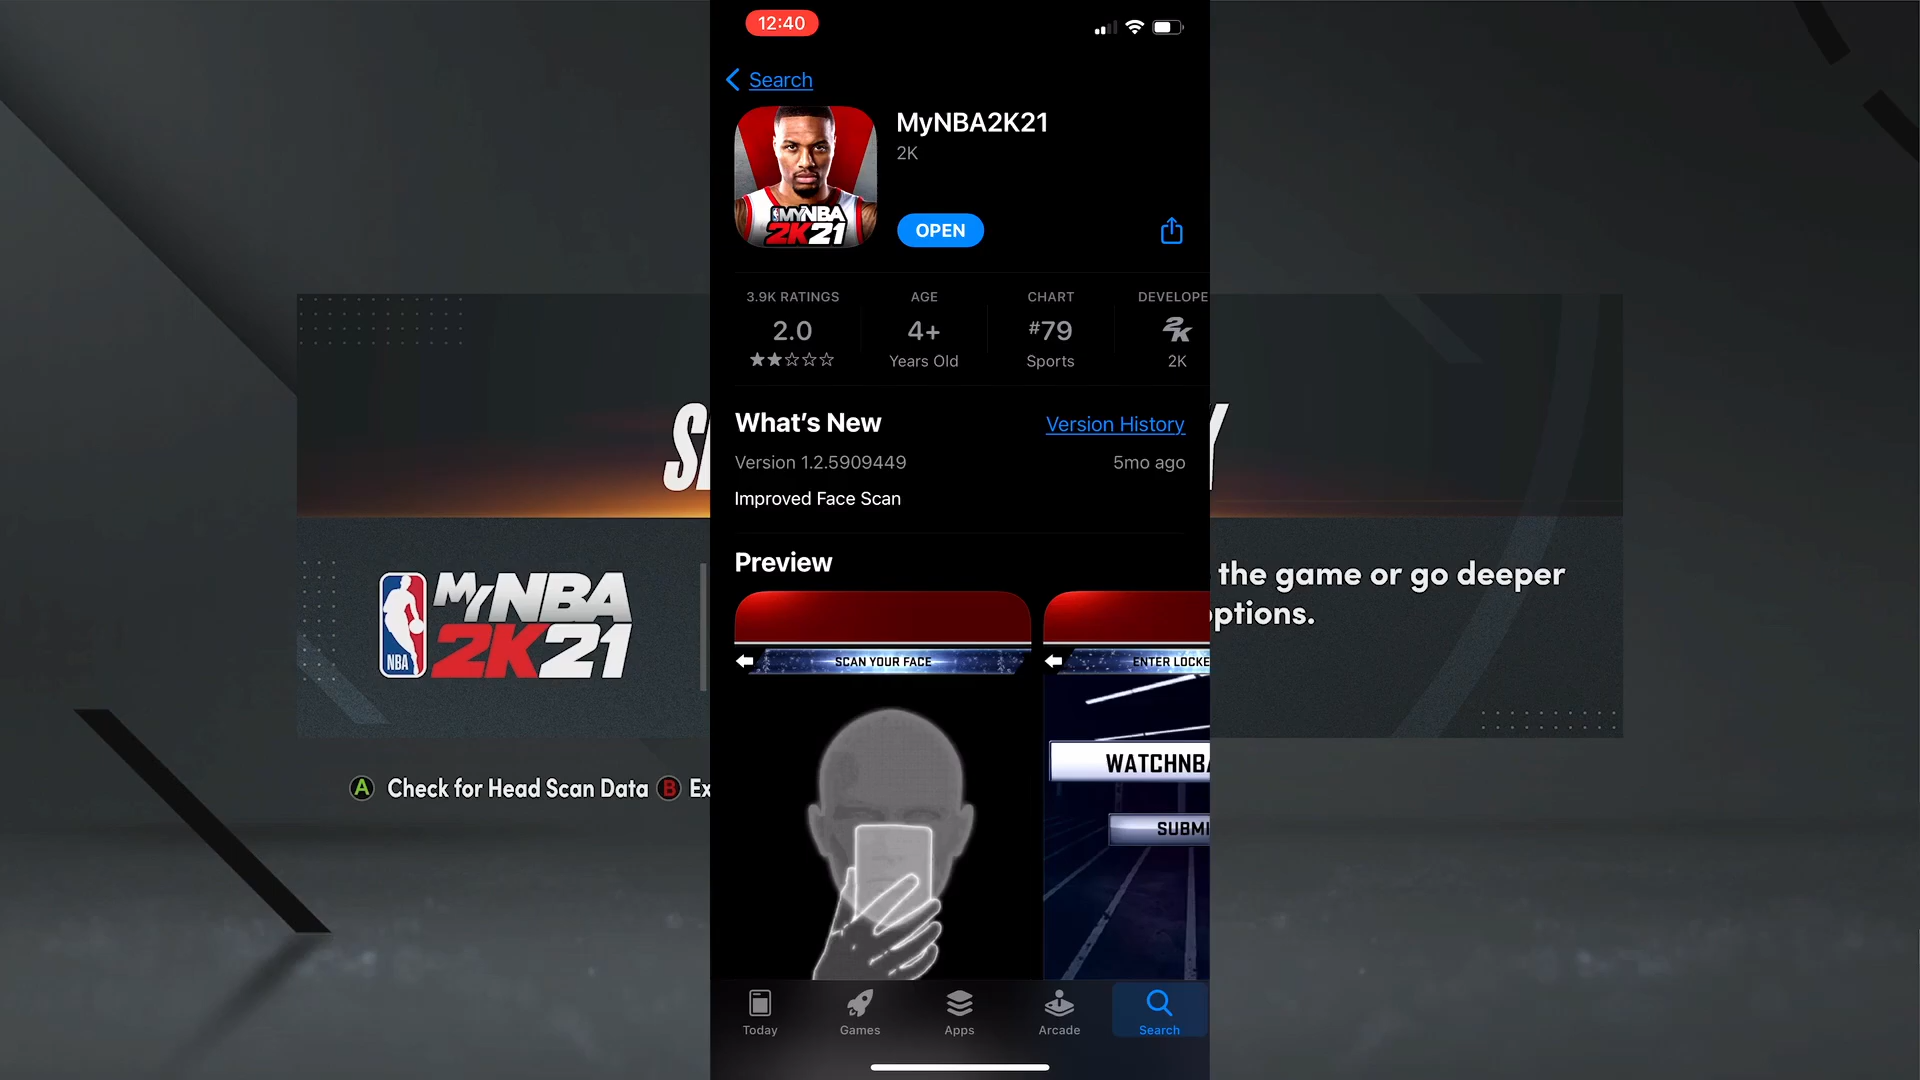 12:40
Search
MyNBA2K21
2K
MYNBA
2K21
OPEN
3.9K RATINGS
2.0
AGE
4+
Years Old
CHART
#79
Sports
DEVELOPE
2K
2K
What's New
Version History
Version 1.2.5909449
5mo ago
Improved Face Scan
Preview
SCAN YOUR FACE
ENTER LOCKE
WATCHNBA
SUBMI
Today
Games
Apps
Arcade
Search
NBA
MyNBA
2K21
the game or go deeper
options.
A Check for Head Scan Data B Ex